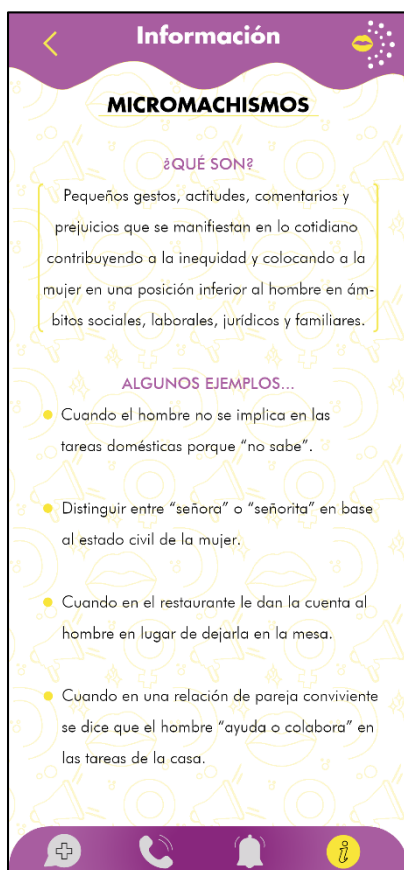 Información
MICROMACHISMOS
¿QUÉ SON?
Pequeños gestos, actitudes, comentarios y
prejuicios que se manifiestan en lo cotidiano
contribuyendo a la inequidad y colocando a la
mujer en una posición inferior al hombre en ám-
bitos sociales, laborales, jurídicos y familiares.
ALGUNOS EJEMPLOS...
Cuando el hombre no se implica en las
tareas domésticas porque “no sabe”.
Distinguir entre “señora” o “señorita” en base
al estado civil de la mujer.
Cuando en el restaurante le dan la cuenta al
hombre en lugar de dejarla en la mesa.
Cuando en una relación de pareja conviviente
se dice que el hombre “ayuda o colabora” en
las tareas de la casa.
i